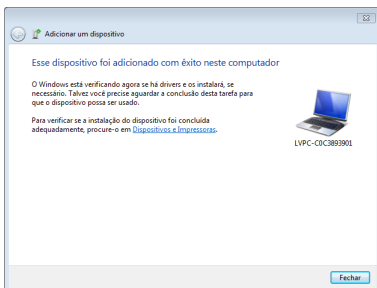 Adicionar um dispositivo
Esse dispositivo foi adicionado com êxito neste computador
O Windows está verificando agora se há drivers e os instalará, se
necessário. Talvez você precise aguardar a conclusão desta tarefa para
que o dispositivo possa ser usado.
Para verificar se a instalação do dispositivo foi concluída
adequadamente, procure-o em Dispositivos e Impressoras.
LVPC-C0C3893901
Fechar